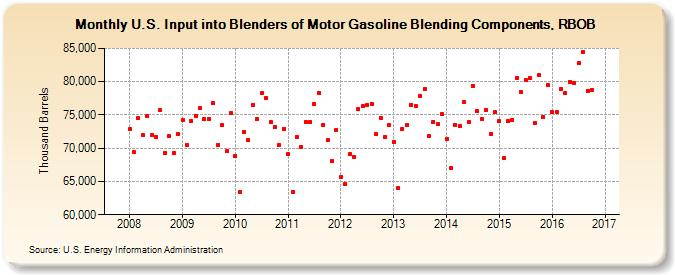 Monthly U.S. Input into Blenders of Motor Gasoline Blending Components, RBOB
Thousand Barrels
85,000
80,000
75,000
70,000
65,000
60,000
2008 2009 2010 2011 2012 2013 2014 2015 2016 2017
Source: U.S. Energy Information Administration